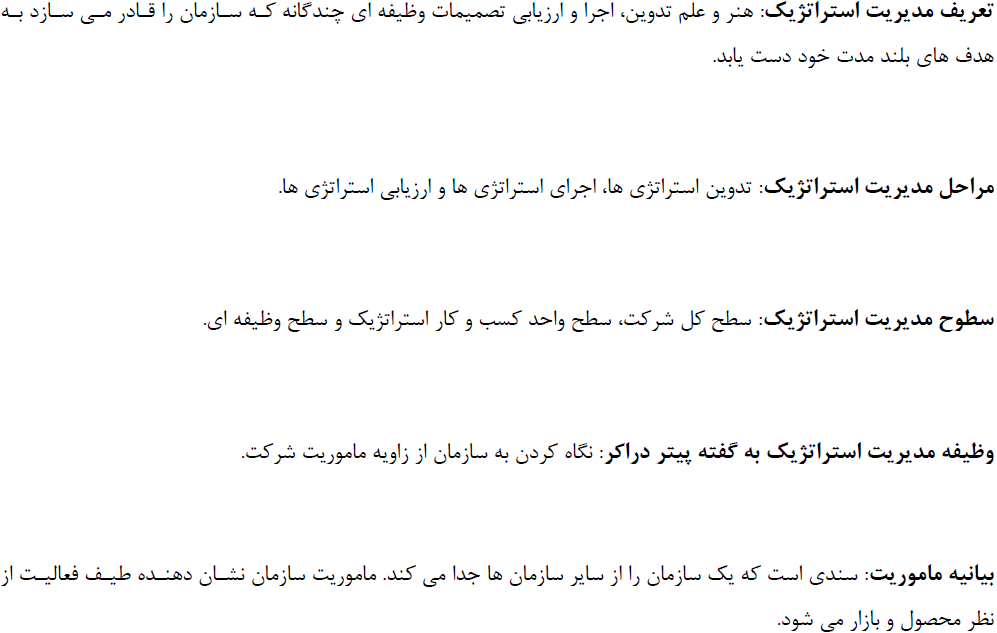 تعریف مدیریت استراتژیک: هنر و علم تدوین، اجرا و ارزیابی تصمیمات وظیفه ای چندگانه که سازمان را قادر می سازد به
هدف های بلند مدت خود دست یابد.
مراحل مدیریت استراتژیک: تدوین استراتژی ها، اجرای استراتژی ها و ارزیابی استراتژی ها.
سطوح مدیریت استراتژیک: سطح کل شرکت، سطح واحد کسب و کار استراتژیک و سطح وظیفه ای.
وظیفه مدیریت استراتژیک به گفته پیتر دراکر: نگاه کردن به سازمان از زاویه ماموریت شرکت.
بیانیه ماموریت: سندی است که یک سازمان را از سایر سازمان ها جدا می کند. ماموریت سازمان نشان دهنده طیف فعالیت از
نظر محصول و بازار می شود.